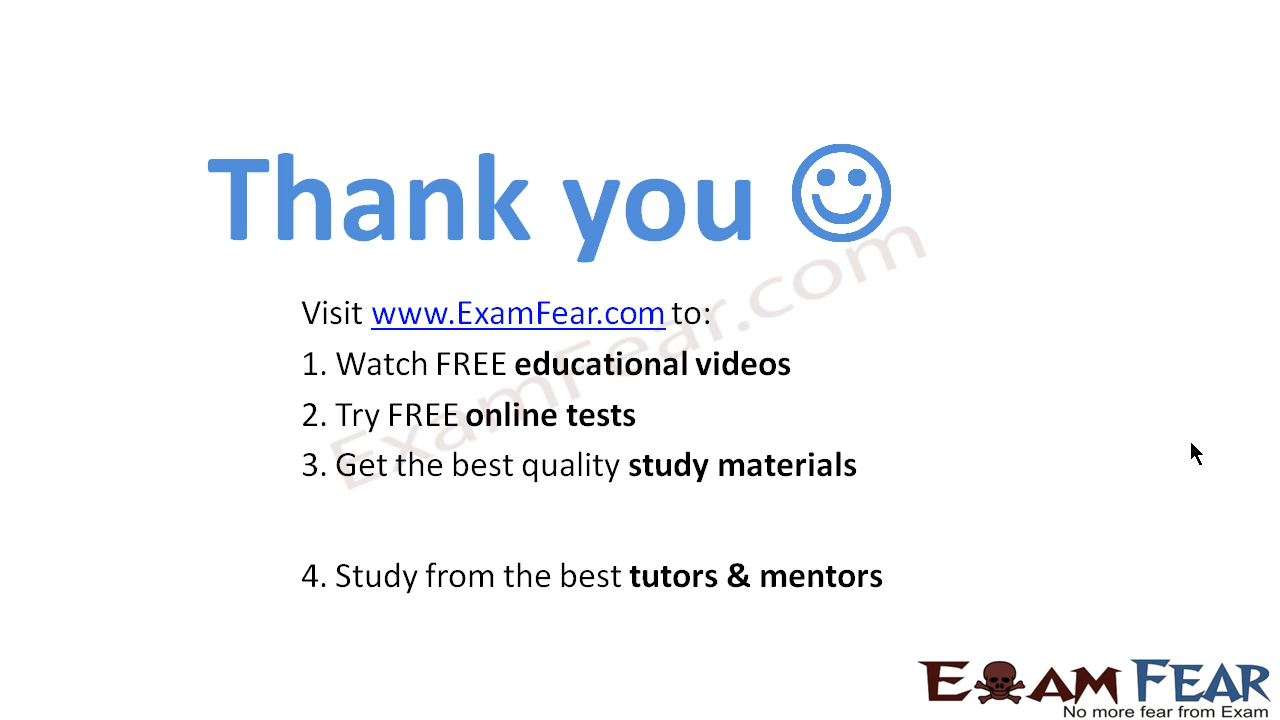 Thank you
Visit www.ExamFear.com to:
1. Watch FREE educational videos
2. Try FREE online tests
3. Get the best quality study materials
4. Study from the best tutors & mentors
ExamFear.com
EXAM FEAR
No more fear from Exam